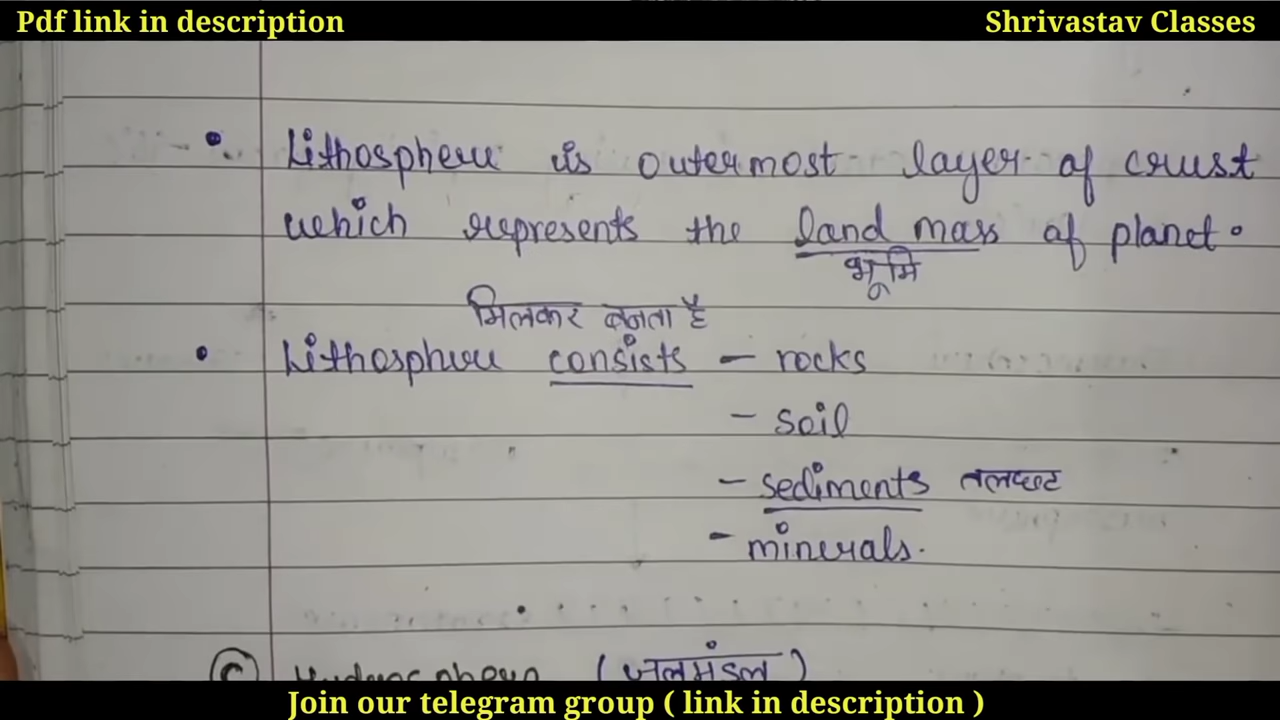 Pdf link in description
Shrivastav Classes
• Lithosphere is outermost layer of crust
which represents the land mass of planet.
भूमि
मिलकर बनता है
• Lithosphere consists - rocks
- soil
- sediments तलछट
- minerals.
(C) Hydrosphere (जलमंडल)
Join our telegram group ( link in description )